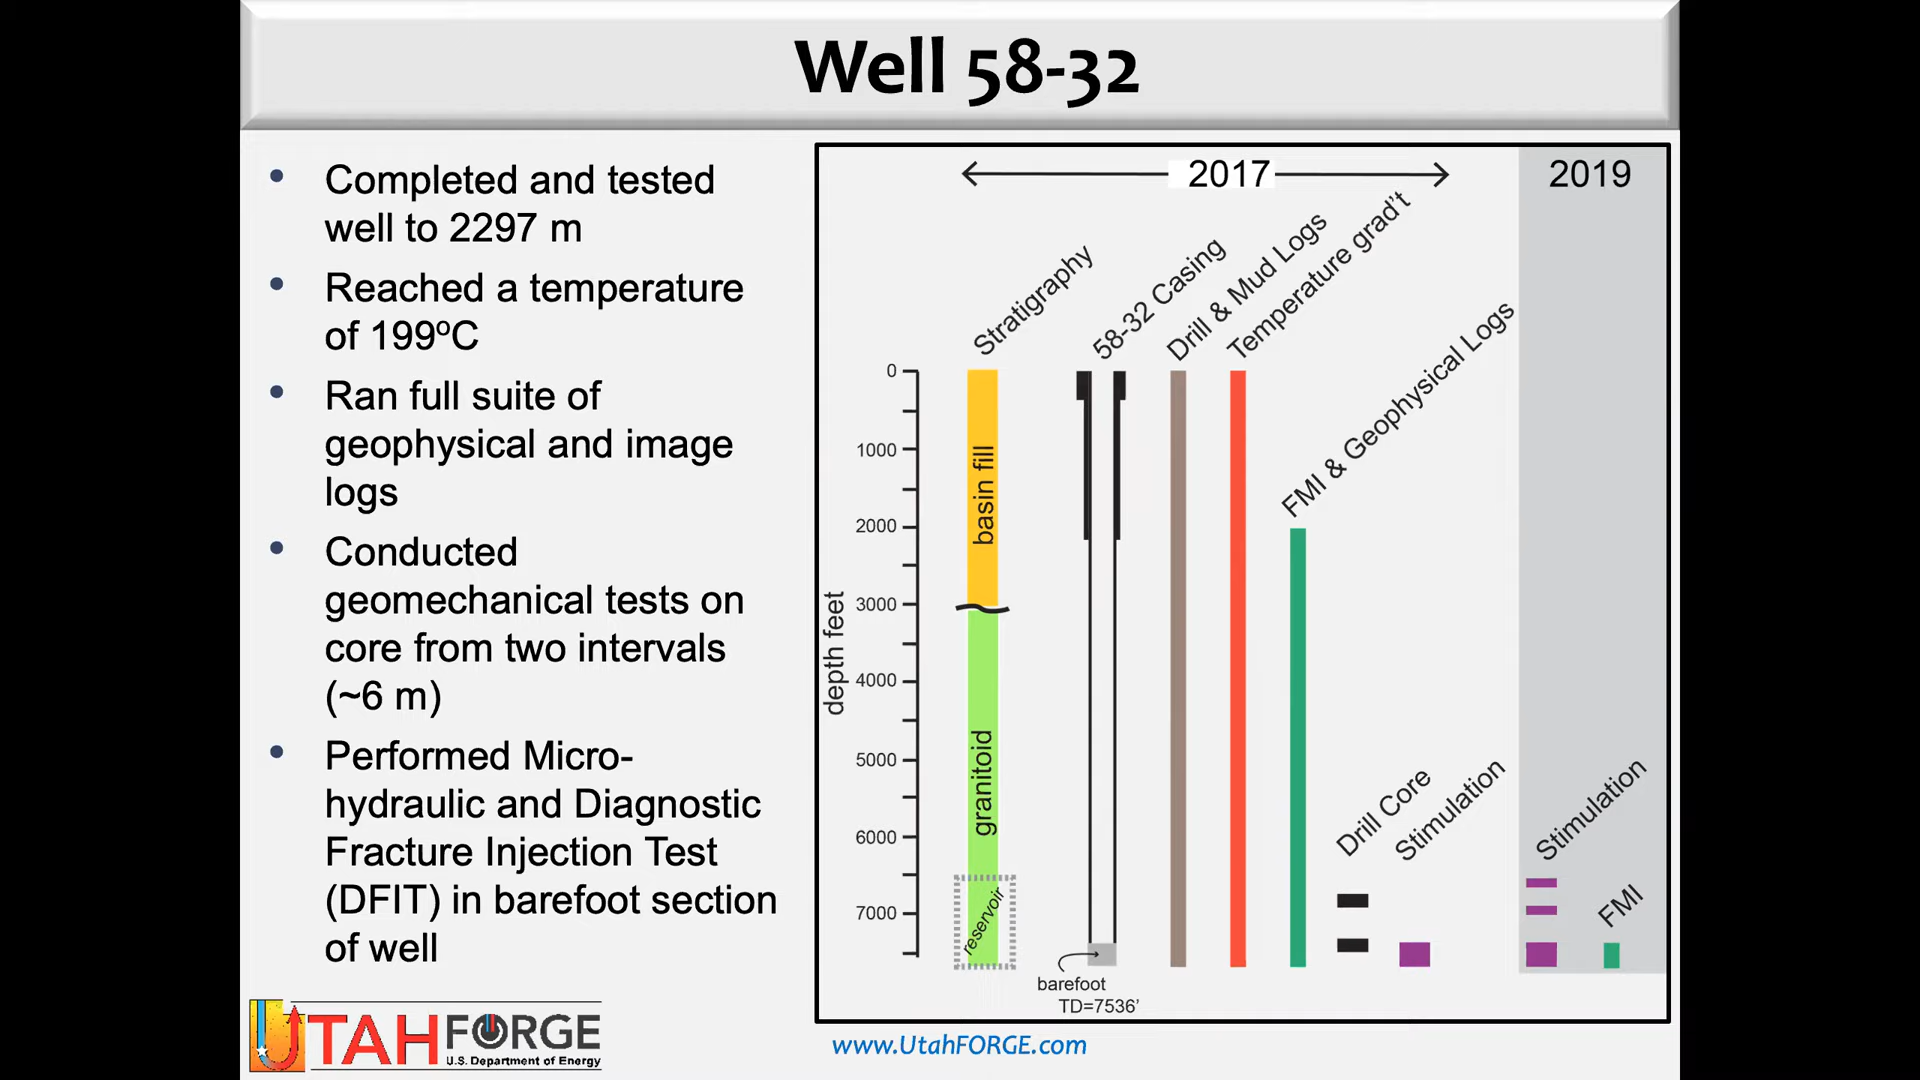 Well 58-32
• Completed and tested
well to 2297 m
• Reached a temperature
of 199ºC
• Ran full suite of
geophysical and image
logs
• Conducted
geomechanical tests on
core from two intervals
(~6 m)
• Performed Micro-
hydraulic and Diagnostic
Fracture Injection Test
(DFIT) in barefoot section
of well
2017
2019
Stratigraphy
58-32 Casing
Drill & Mud Logs
Temperature grad't
FMI & Geophysical Logs
Drill Core
Stimulation
Stimulation
FMI
depth feet
0
1000
2000
3000
4000
5000
6000
7000
basin fill
granitoid
reservoir
barefoot
TD=7536'
UTAH FORGE
U.S. Department of Energy
www.UtahFORGE.com